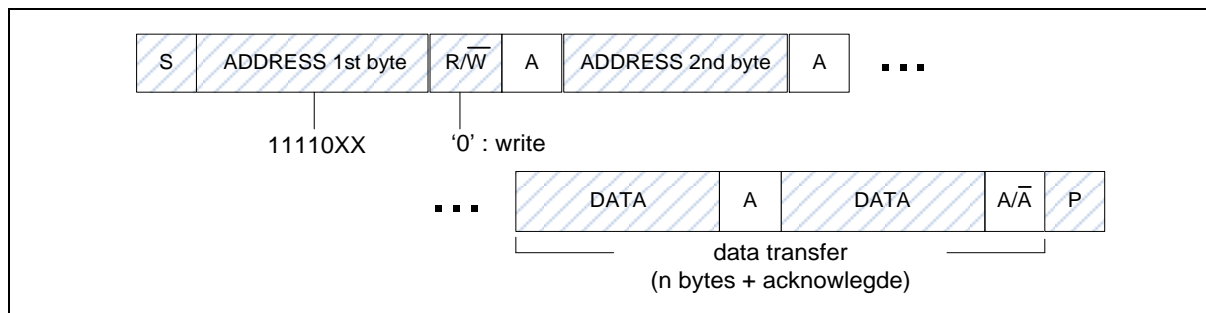 S ADDRESS 1st byte R/W̅ A ADDRESS 2nd byte A ...
11110XX '0' : write
... DATA A DATA A/A̅ P
data transfer
(n bytes + acknowlegde)